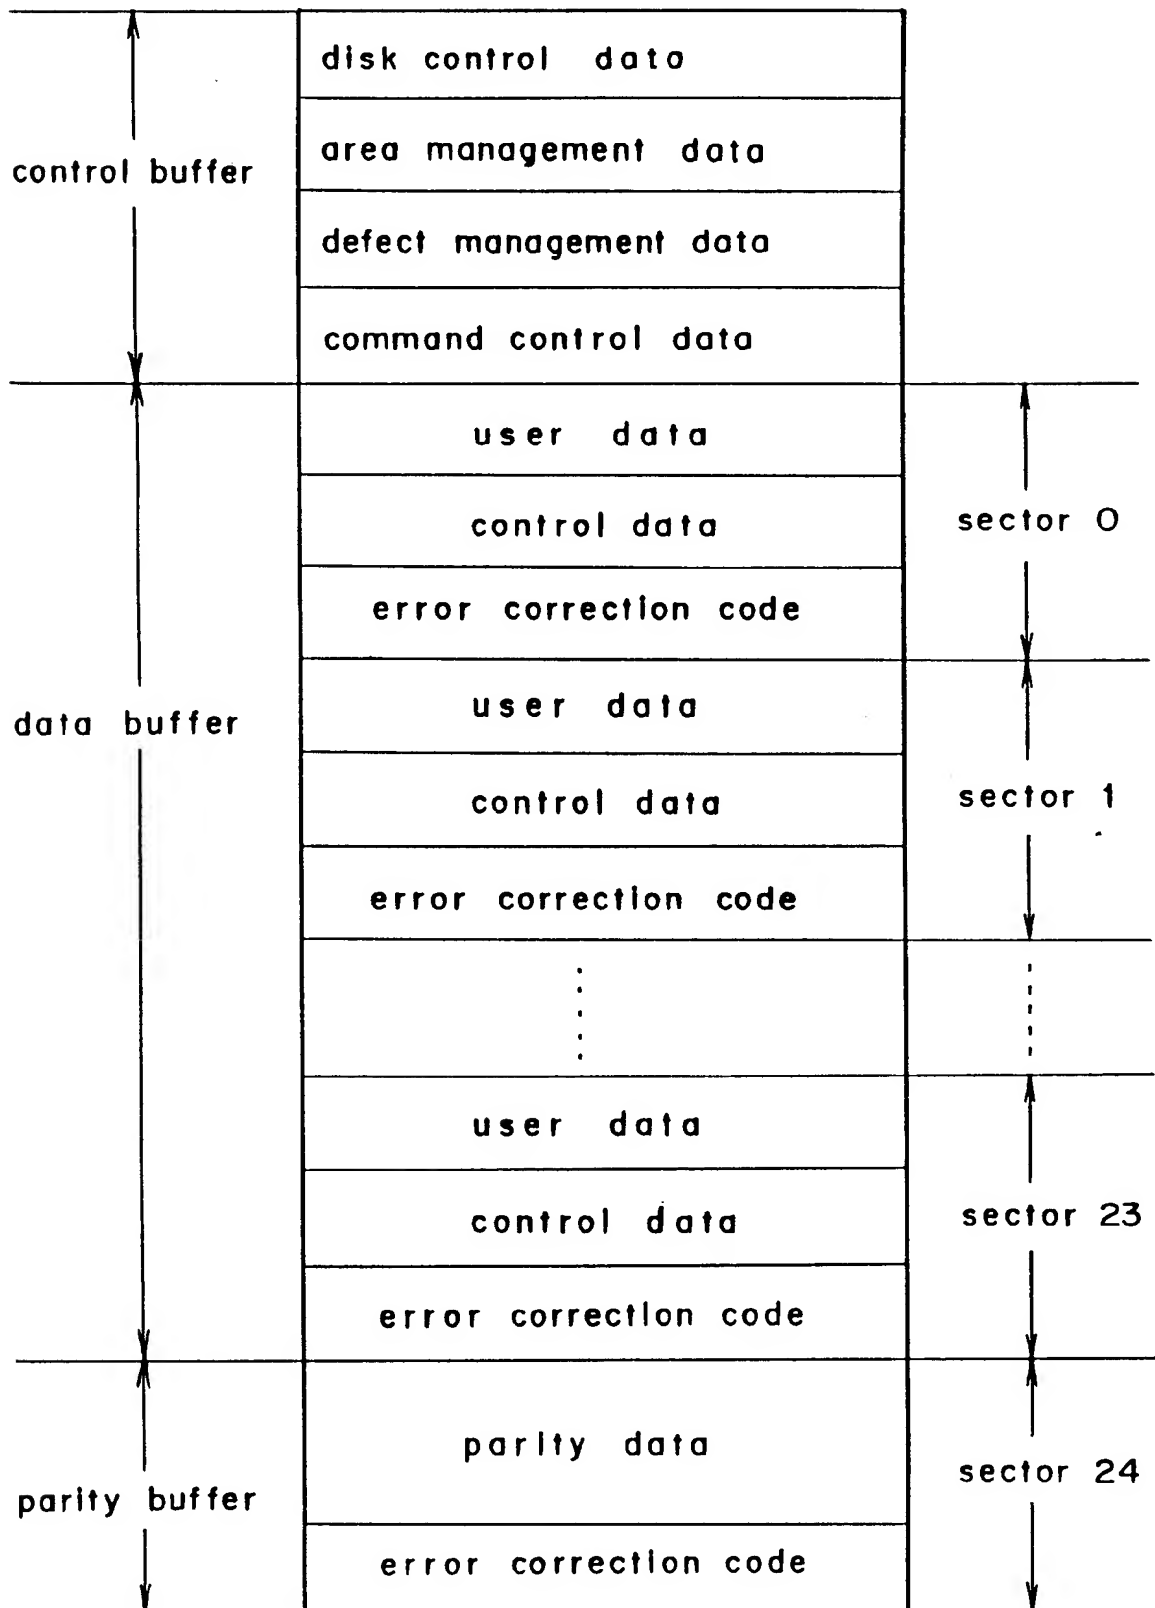 disk control data
area management data
control buffer
defect management data
command control data
user data
control data
sector 0
error correction code
user data
data buffer
control data
sector 1
error correction code
user data
control data
sector 23
error correction code
parity data
sector 24
parity buffer
error correction code